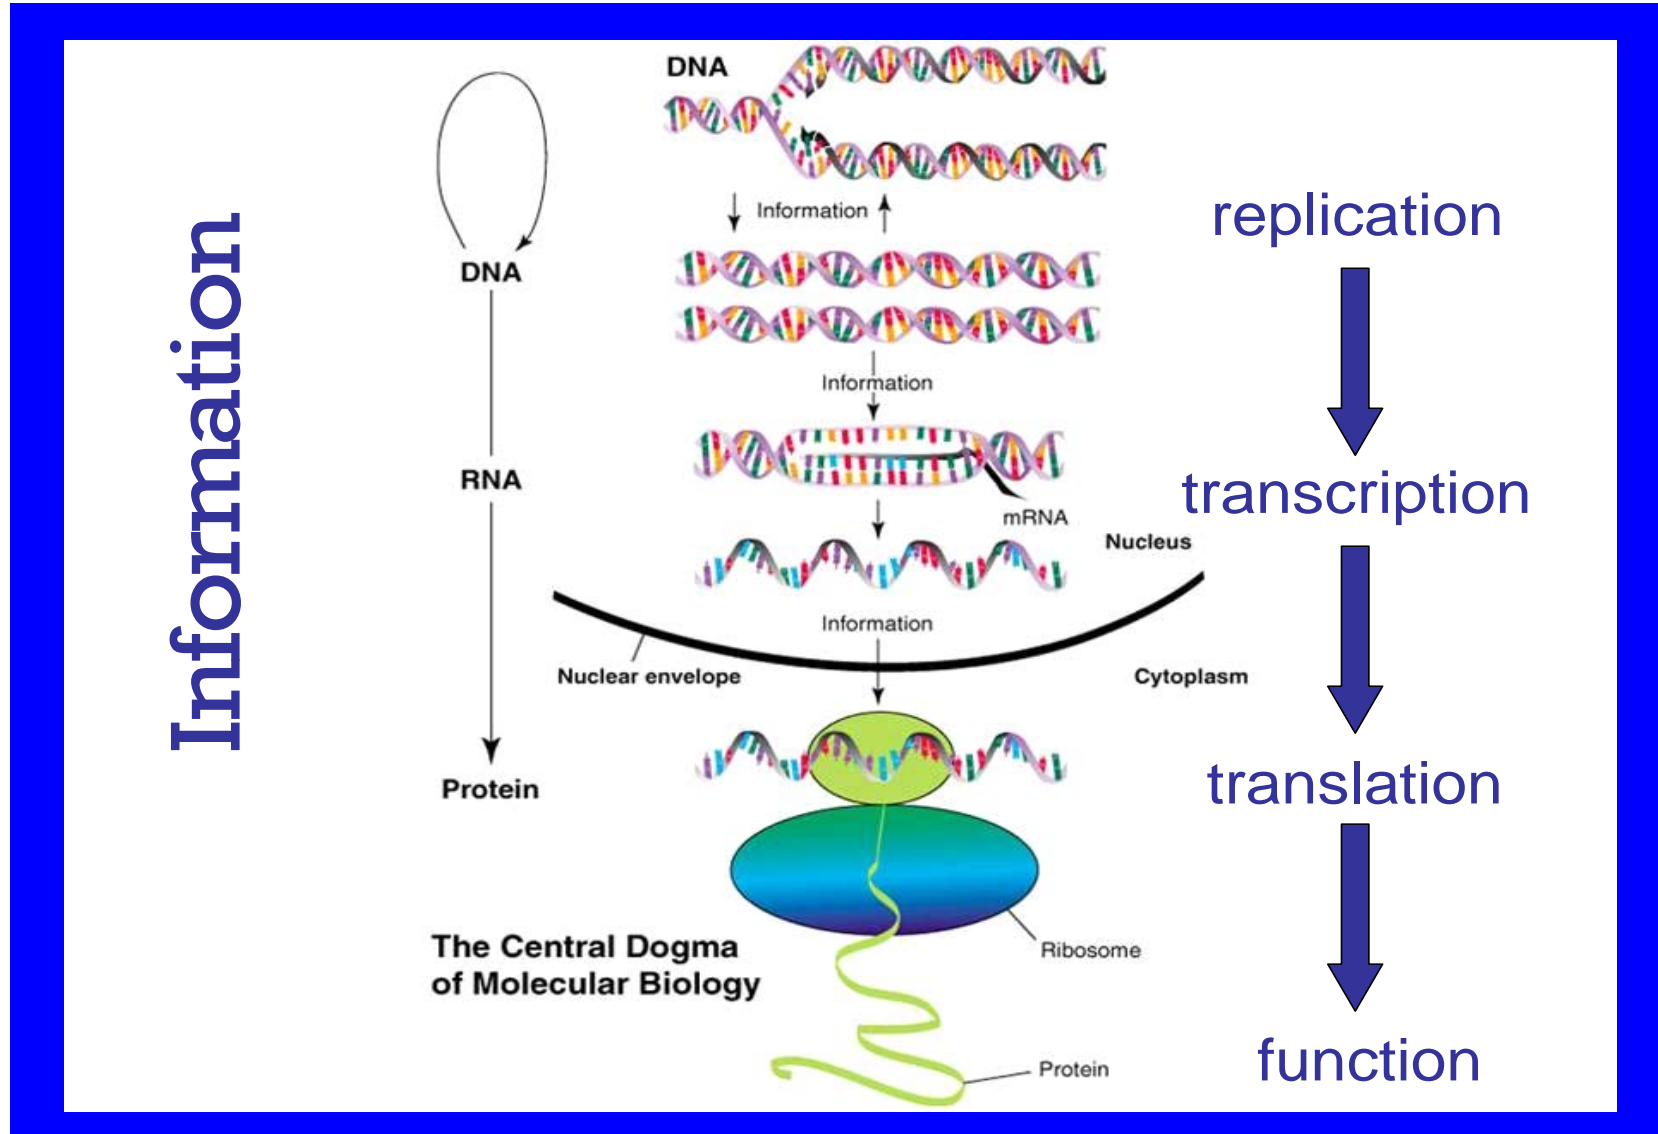 Information
DNA
RNA
Protein
The Central Dogma
of Molecular Biology
DNA
Information
Information
mRNA
Nucleus
Information
Nuclear envelope
Cytoplasm
Ribosome
Protein
replication
transcription
translation
function